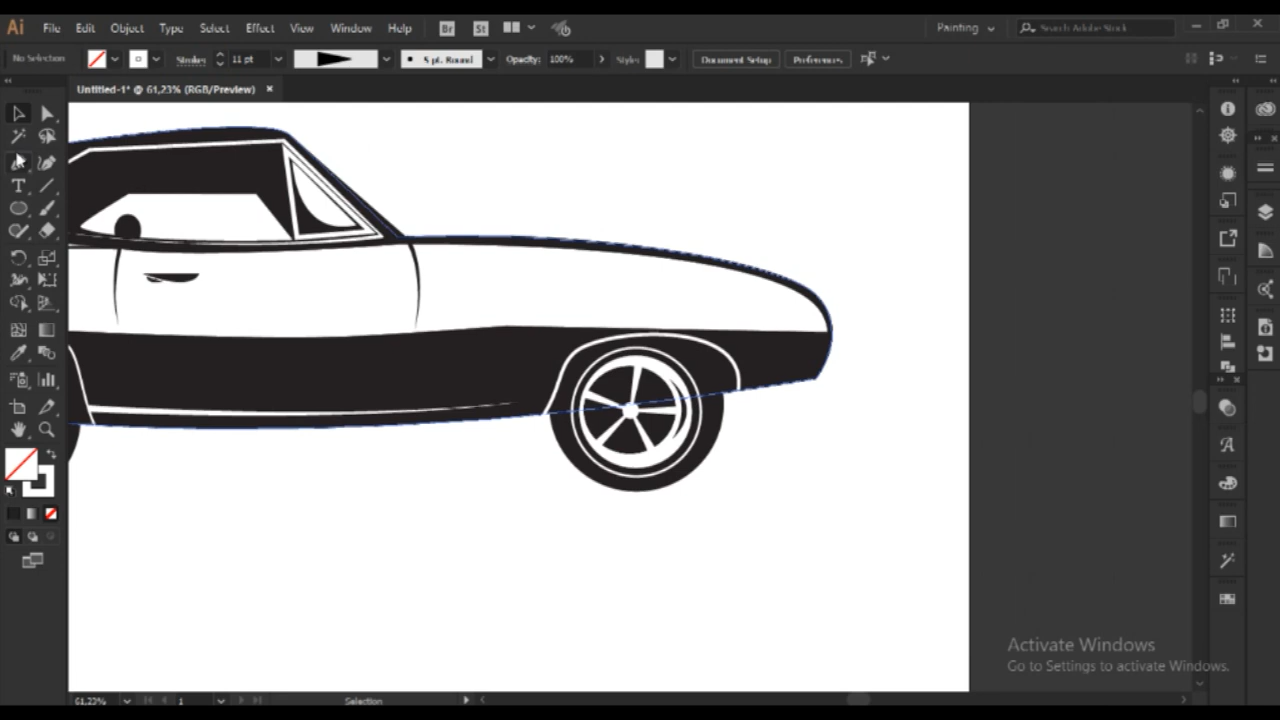 Ai File Edit Object Type Select Effect View Window Help Br St Painting Search Adobe Stock
No Selection Stroke: 11 pt 5 pt. Round Opacity: 100% Style: Document Setup Preferences
Untitled-1* @ 61,23% (RGB/Preview)
Activate Windows
Go to Settings to activate Windows.
61,23% 1 Selection